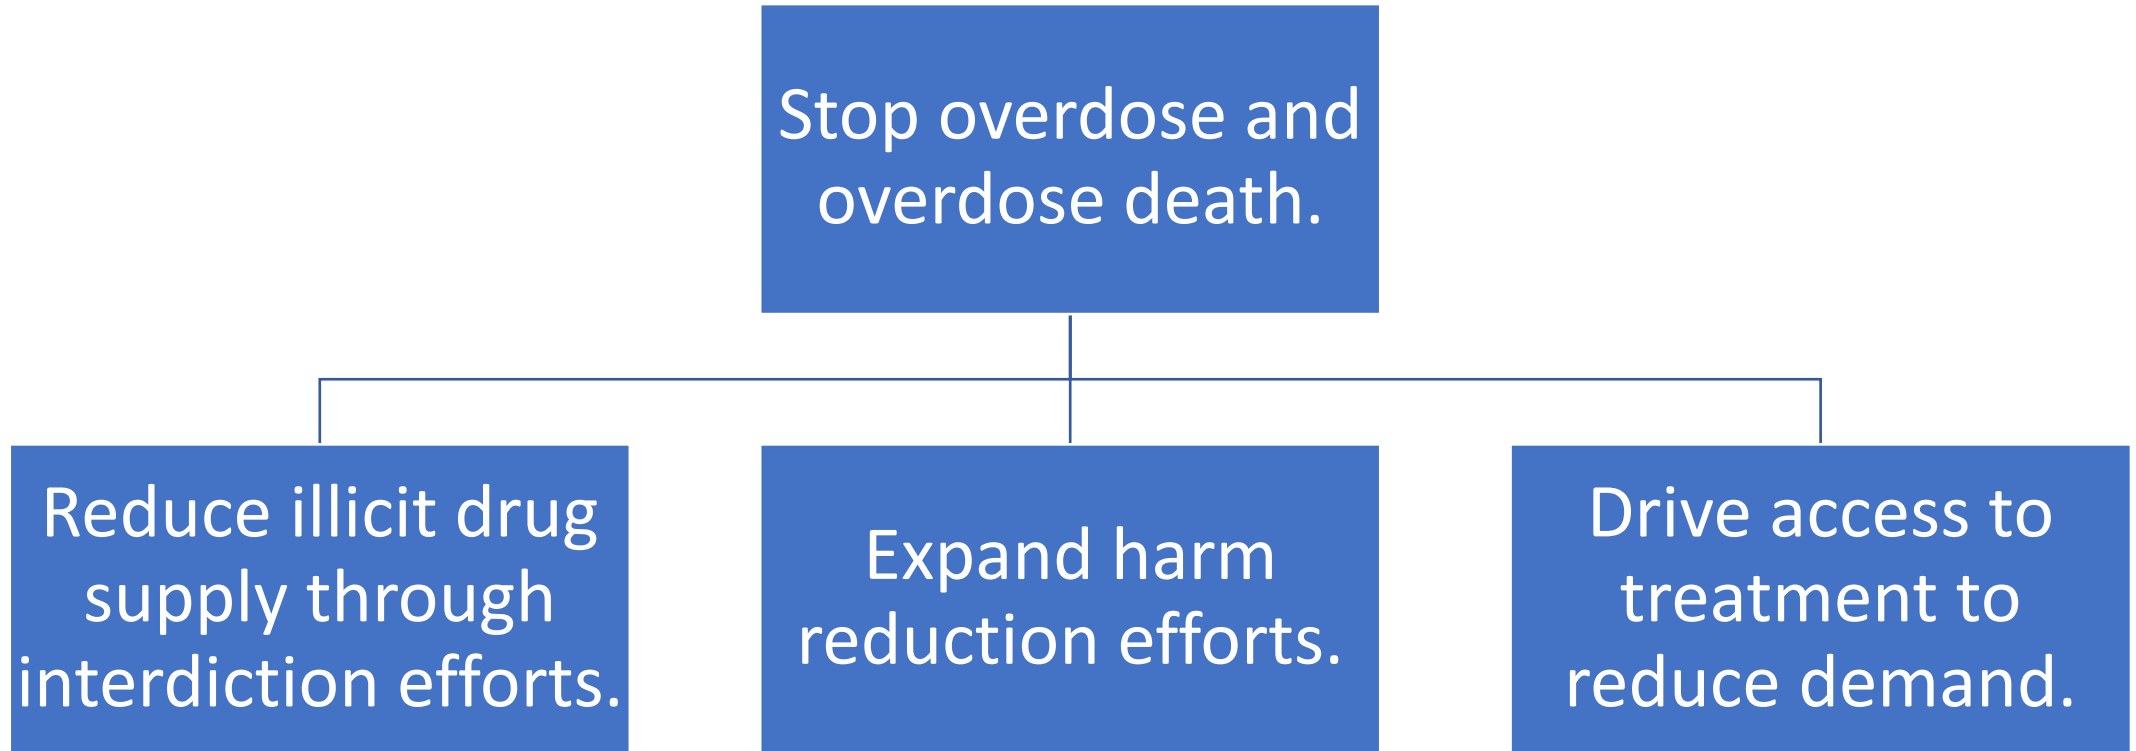 Stop overdose and
overdose death.
Reduce illicit drug
supply through
interdiction efforts.
Expand harm
reduction efforts.
Drive access to
treatment to
reduce demand.